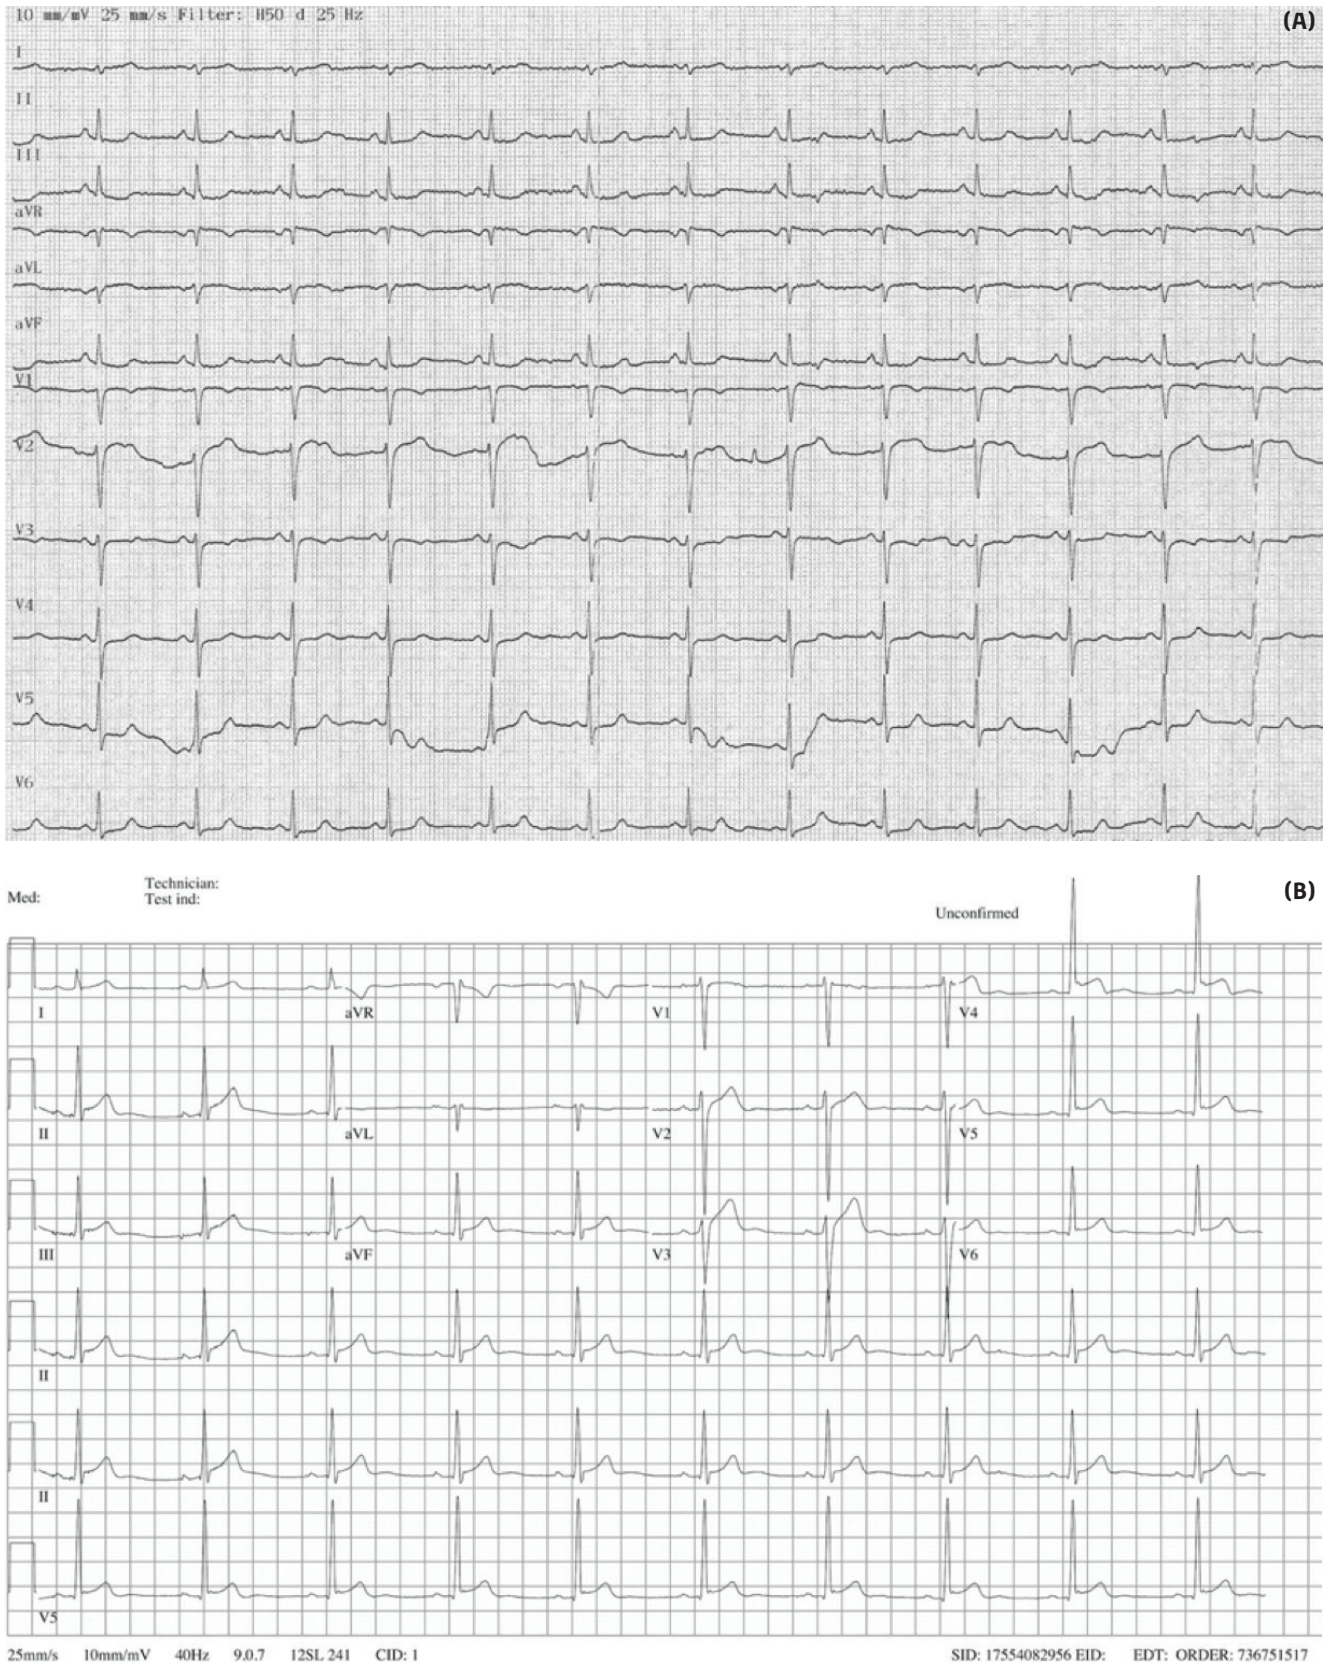 10 mm/mV 25 mm/s Filter: H50 d 25 Hz
(A)
I
II
III
aVR
aVL
aVF
V1
V2
V3
V4
V5
V6
(B)
Technician:
Med:
Test ind:
Unconfirmed
I aVR V1 V4
II aVL V2 V5
III aVF V3 V6
II
II
V5
25mm/s 10mm/mV 40Hz 9.0.7 12SL 241 CID: 1 SID: 17554082956 EID: EDT: ORDER: 736751517